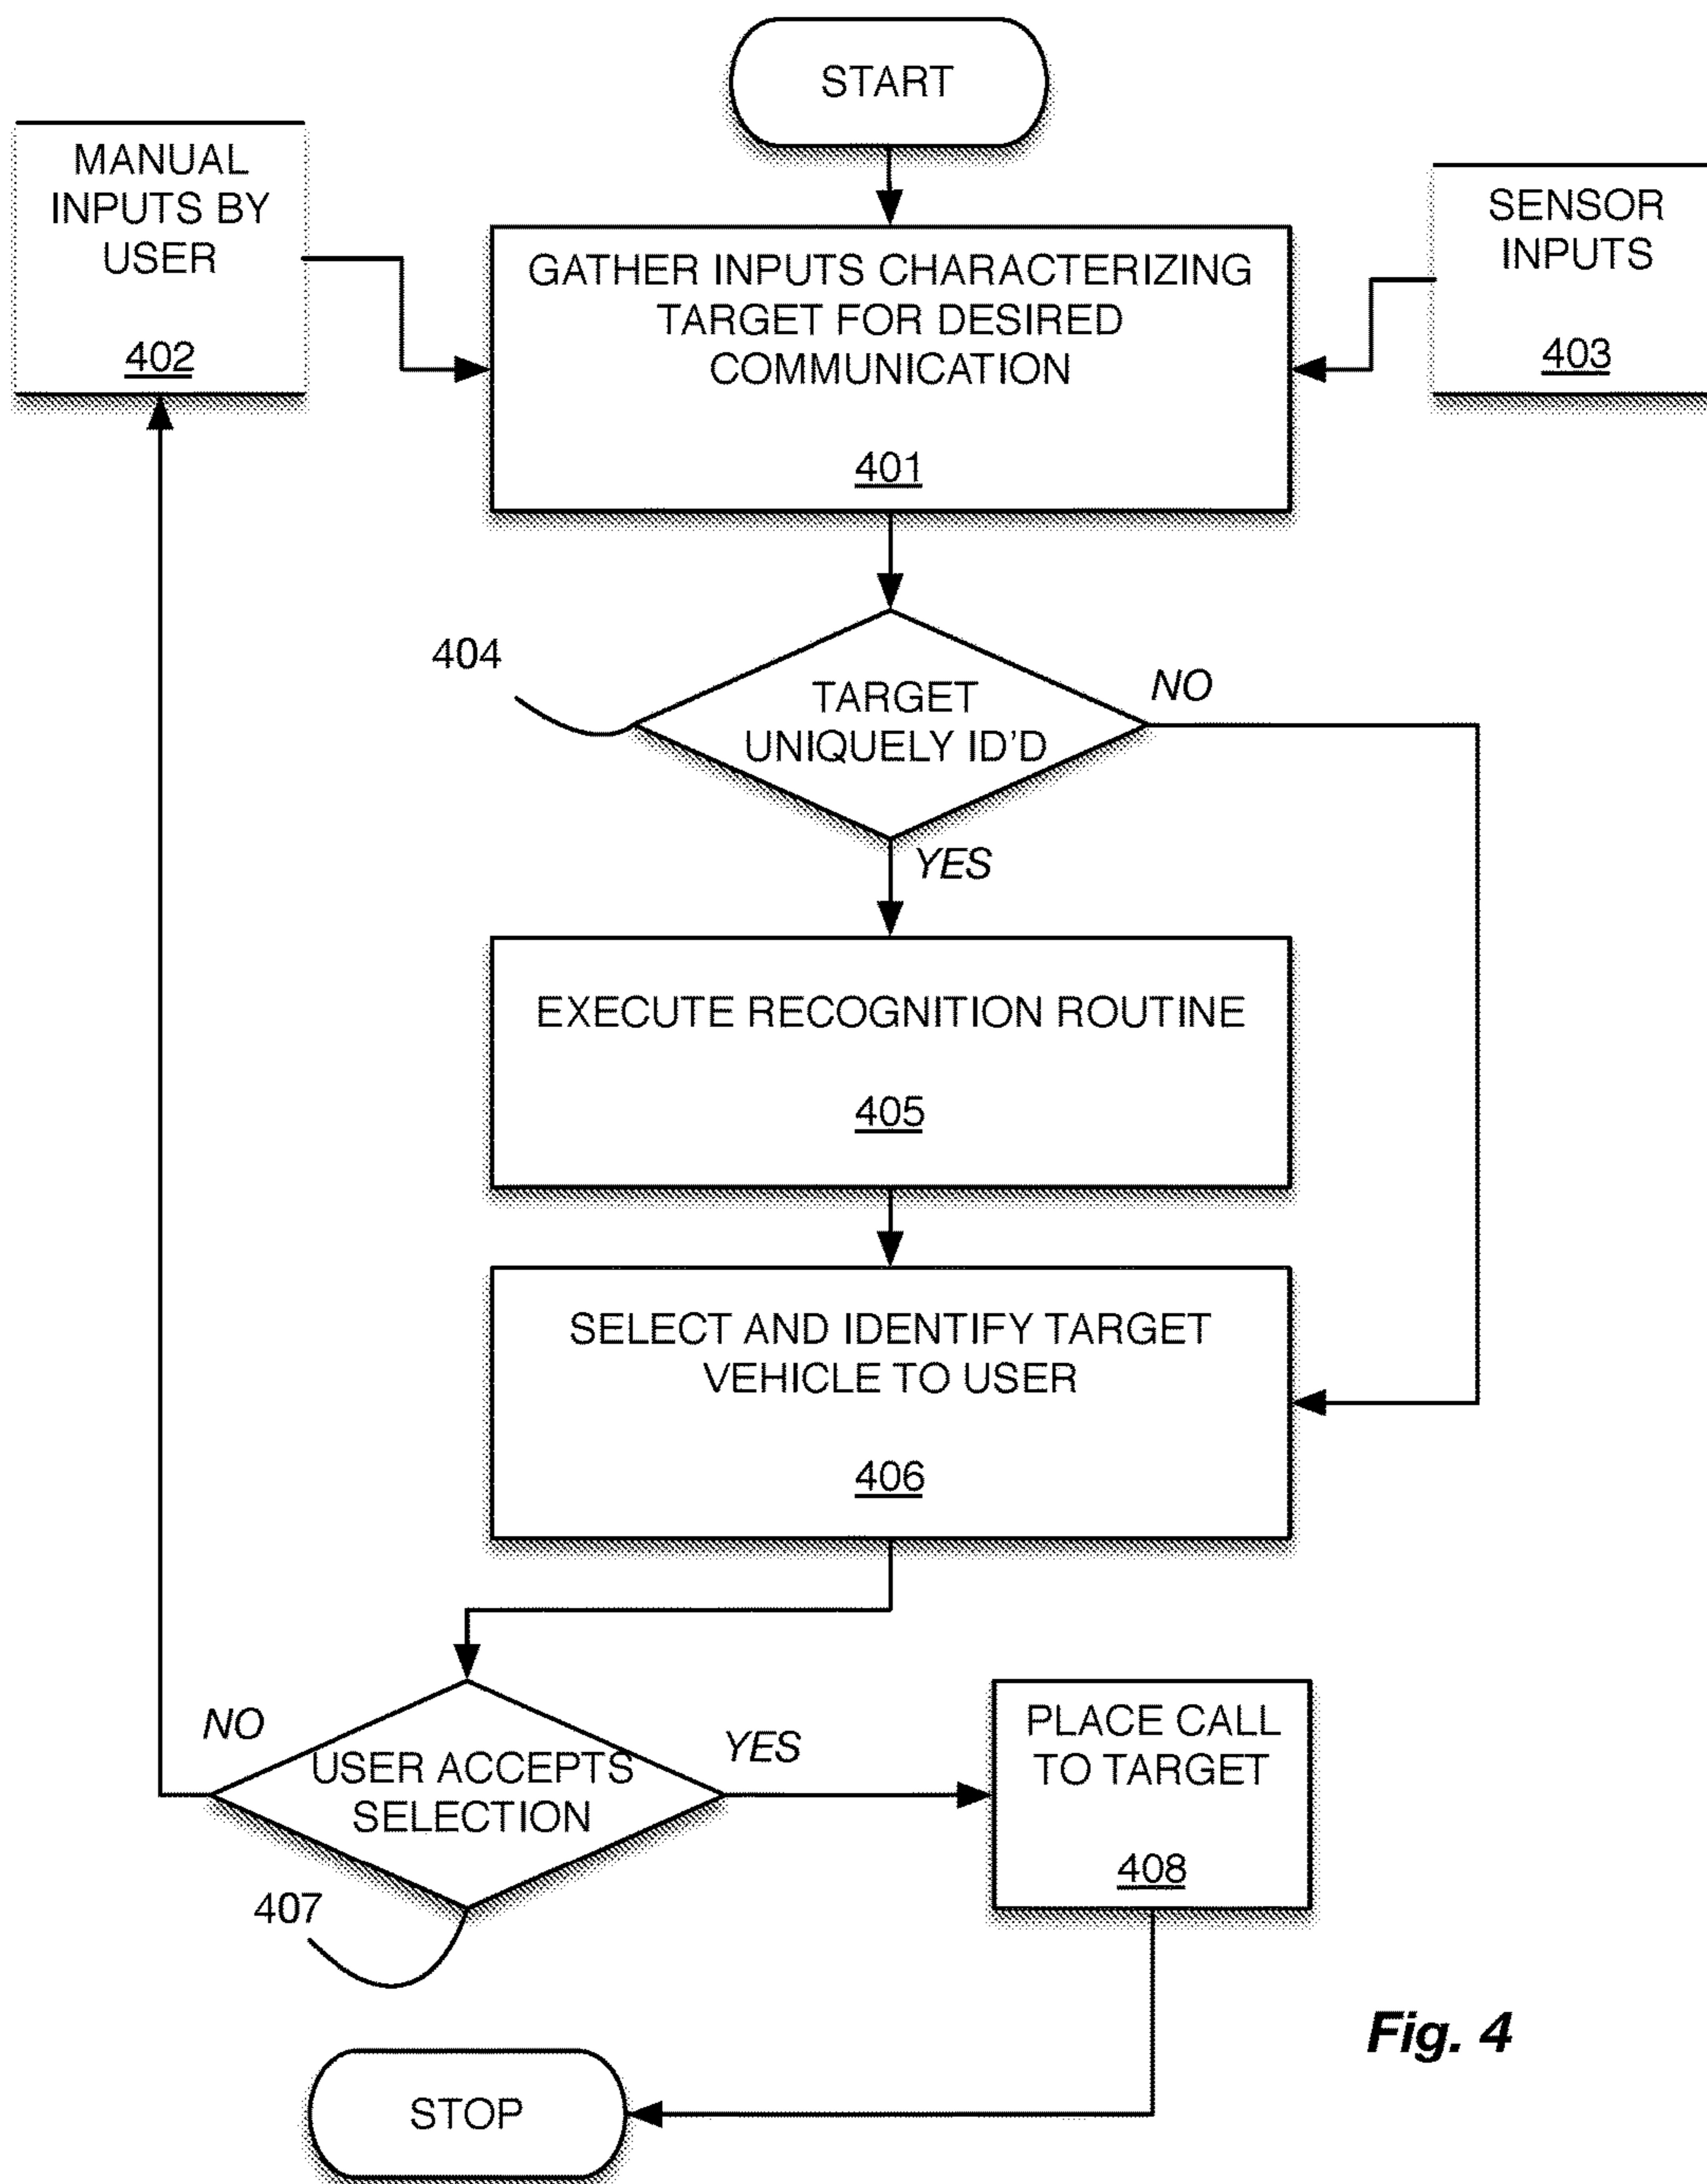 START
MANUAL
INPUTS BY
USER
402
GATHER INPUTS CHARACTERIZING
TARGET FOR DESIRED
COMMUNICATION
401
SENSOR
INPUTS
403
404
TARGET
UNIQUELY ID'D
NO
YES
EXECUTE RECOGNITION ROUTINE
405
SELECT AND IDENTIFY TARGET
VEHICLE TO USER
406
NO
USER ACCEPTS
SELECTION
YES
407
PLACE CALL
TO TARGET
408
STOP
Fig. 4